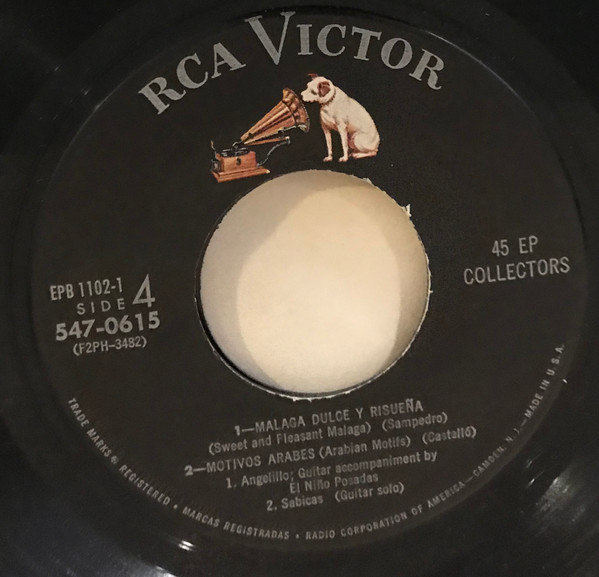 RCA VICTOR
45 EP
COLLECTORS
EPB 1102-1
SIDE 4
547-0615
(F2PH-3482)
1—MALAGA DULCE Y RISUEÑA
(Sweet and Pleasant Malaga) (Sampedro)
2—MOTIVOS ARABES (Arabian Motifs) (Castelló)
1. Angelillo; Guitar accompaniment by
El Niño Posadas
2. Sabicas (Guitar solo)
TRADE MARKS ® REGISTERED • MARCAS REGISTRADAS • RADIO CORPORATION OF AMERICA—CAMDEN, N.J.—MADE IN U.S.A.